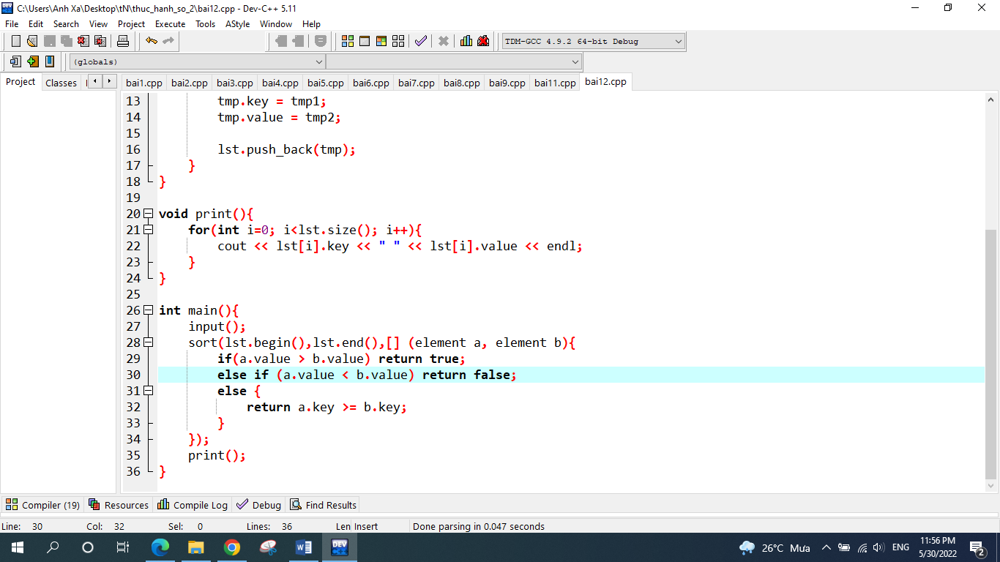 C:\Users\Anh Xa\Desktop\tN\thuc_hanh_so_2\bai12.cpp - Dev-C++ 5.11
File Edit Search View Project Execute Tools AStyle Window Help
TDM-GCC 4.9.2 64-bit Debug
(globals)
Project Classes
bai1.cpp bai2.cpp bai3.cpp bai4.cpp bai5.cpp bai6.cpp bai7.cpp bai8.cpp bai9.cpp bai11.cpp bai12.cpp
13 tmp.key = tmp1;
14 tmp.value = tmp2;
15
16 lst.push_back(tmp);
17 }
18 }
19
20 void print(){
21 for(int i=0; i<lst.size(); i++){
22 cout << lst[i].key << " " << lst[i].value << endl;
23 }
24 }
25
26 int main(){
27 input();
28 sort(lst.begin(),lst.end(),[] (element a, element b){
29 if(a.value > b.value) return true;
30 else if (a.value < b.value) return false;
31 else {
32 return a.key >= b.key;
33 }
34 });
35 print();
36 }
Compiler (19) Resources Compile Log Debug Find Results
Line: 30 Col: 32 Sel: 0 Lines: 36 Len Insert Done parsing in 0.047 seconds
DEV
26°C Mưa ENG 11:56 PM
5/30/2022
2